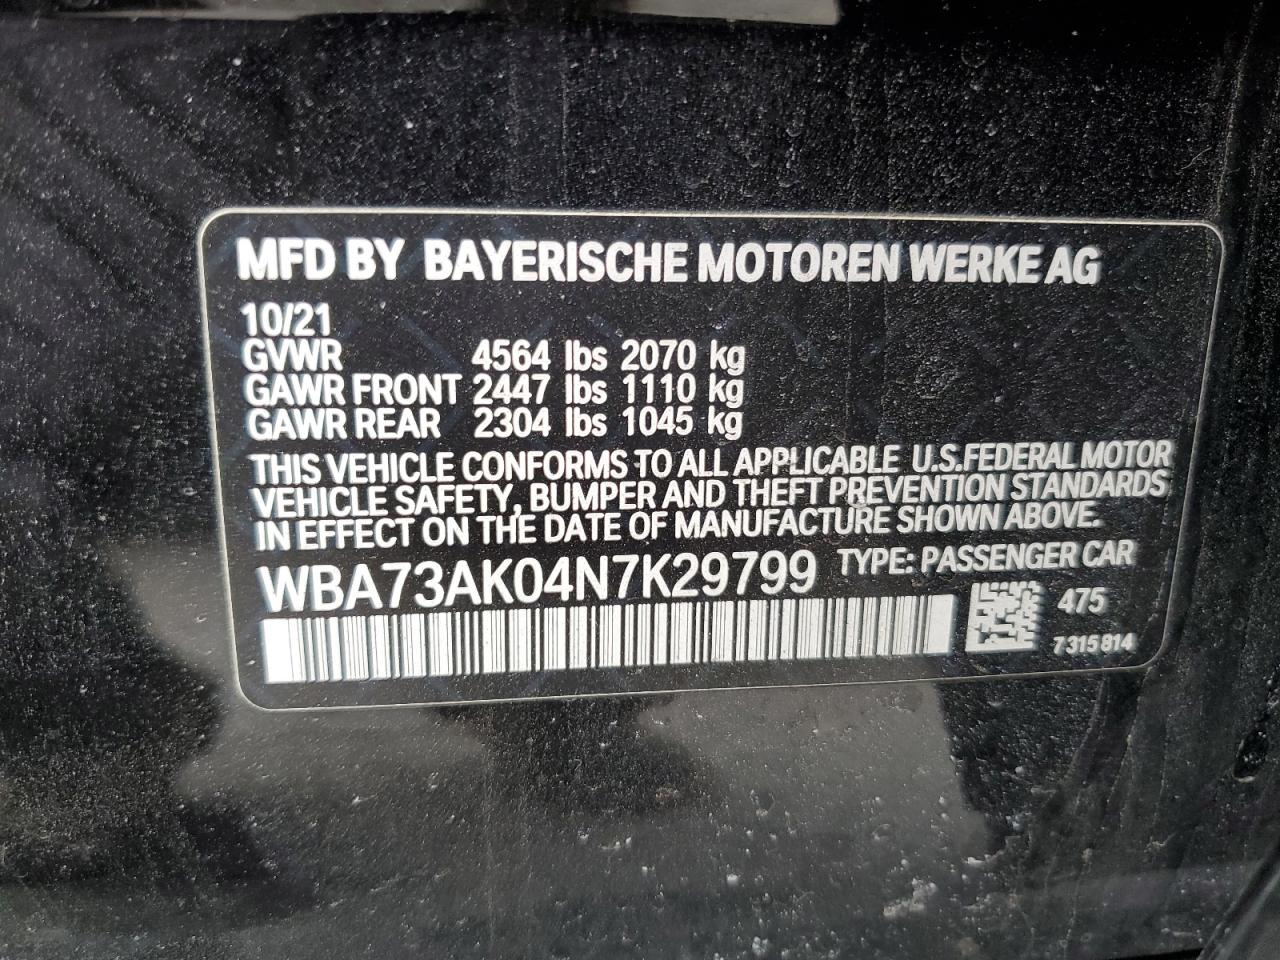 MFD BY BAYERISCHE MOTOREN WERKE AG
10/21
GVWR 4564 lbs 2070 kg
GAWR FRONT 2447 lbs 1110 kg
GAWR REAR 2304 lbs 1045 kg
THIS VEHICLE CONFORMS TO ALL APPLICABLE U.S.FEDERAL MOTOR
VEHICLE SAFETY, BUMPER AND THEFT PREVENTION STANDARDS
IN EFFECT ON THE DATE OF MANUFACTURE SHOWN ABOVE.
WBA73AK04N7K29799 TYPE: PASSENGER CAR
475
7 315 814